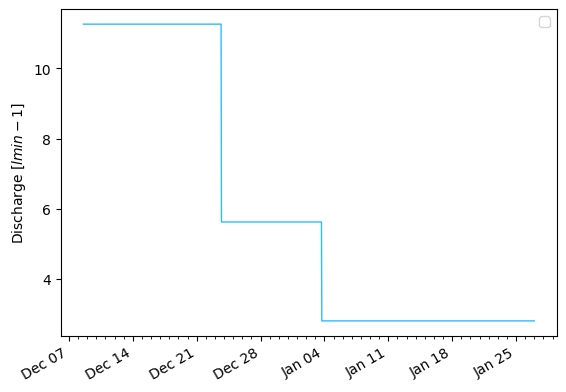 Discharge [lmin − 1]
10
8
6
4
Dec 07
Dec 14
Dec 21
Dec 28
Jan 04
Jan 11
Jan 18
Jan 25